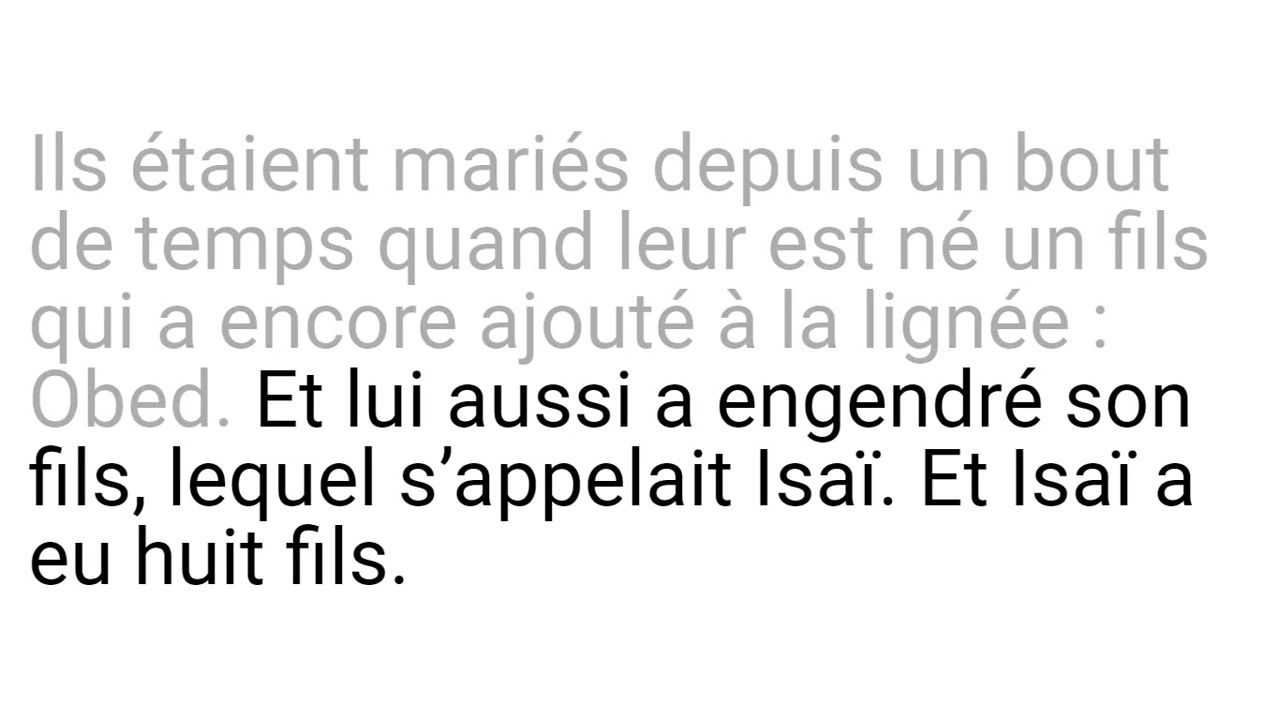 Ils étaient mariés depuis un bout
de temps quand leur est né un fils
qui a encore ajouté à la lignée :
Obed. Et lui aussi a engendré son
fils, lequel s’appelait Isaï. Et Isaï a
eu huit fils.